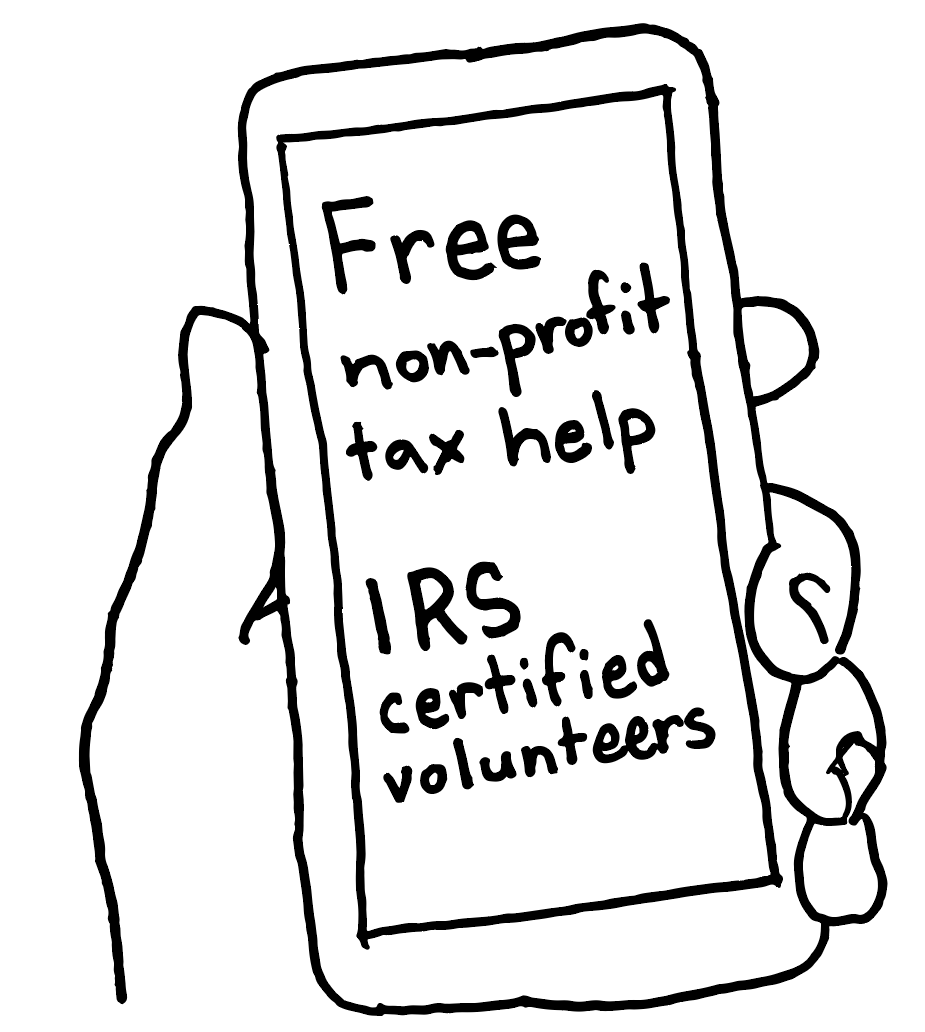 Free
non-profit
tax help
IRS
certified
volunteers